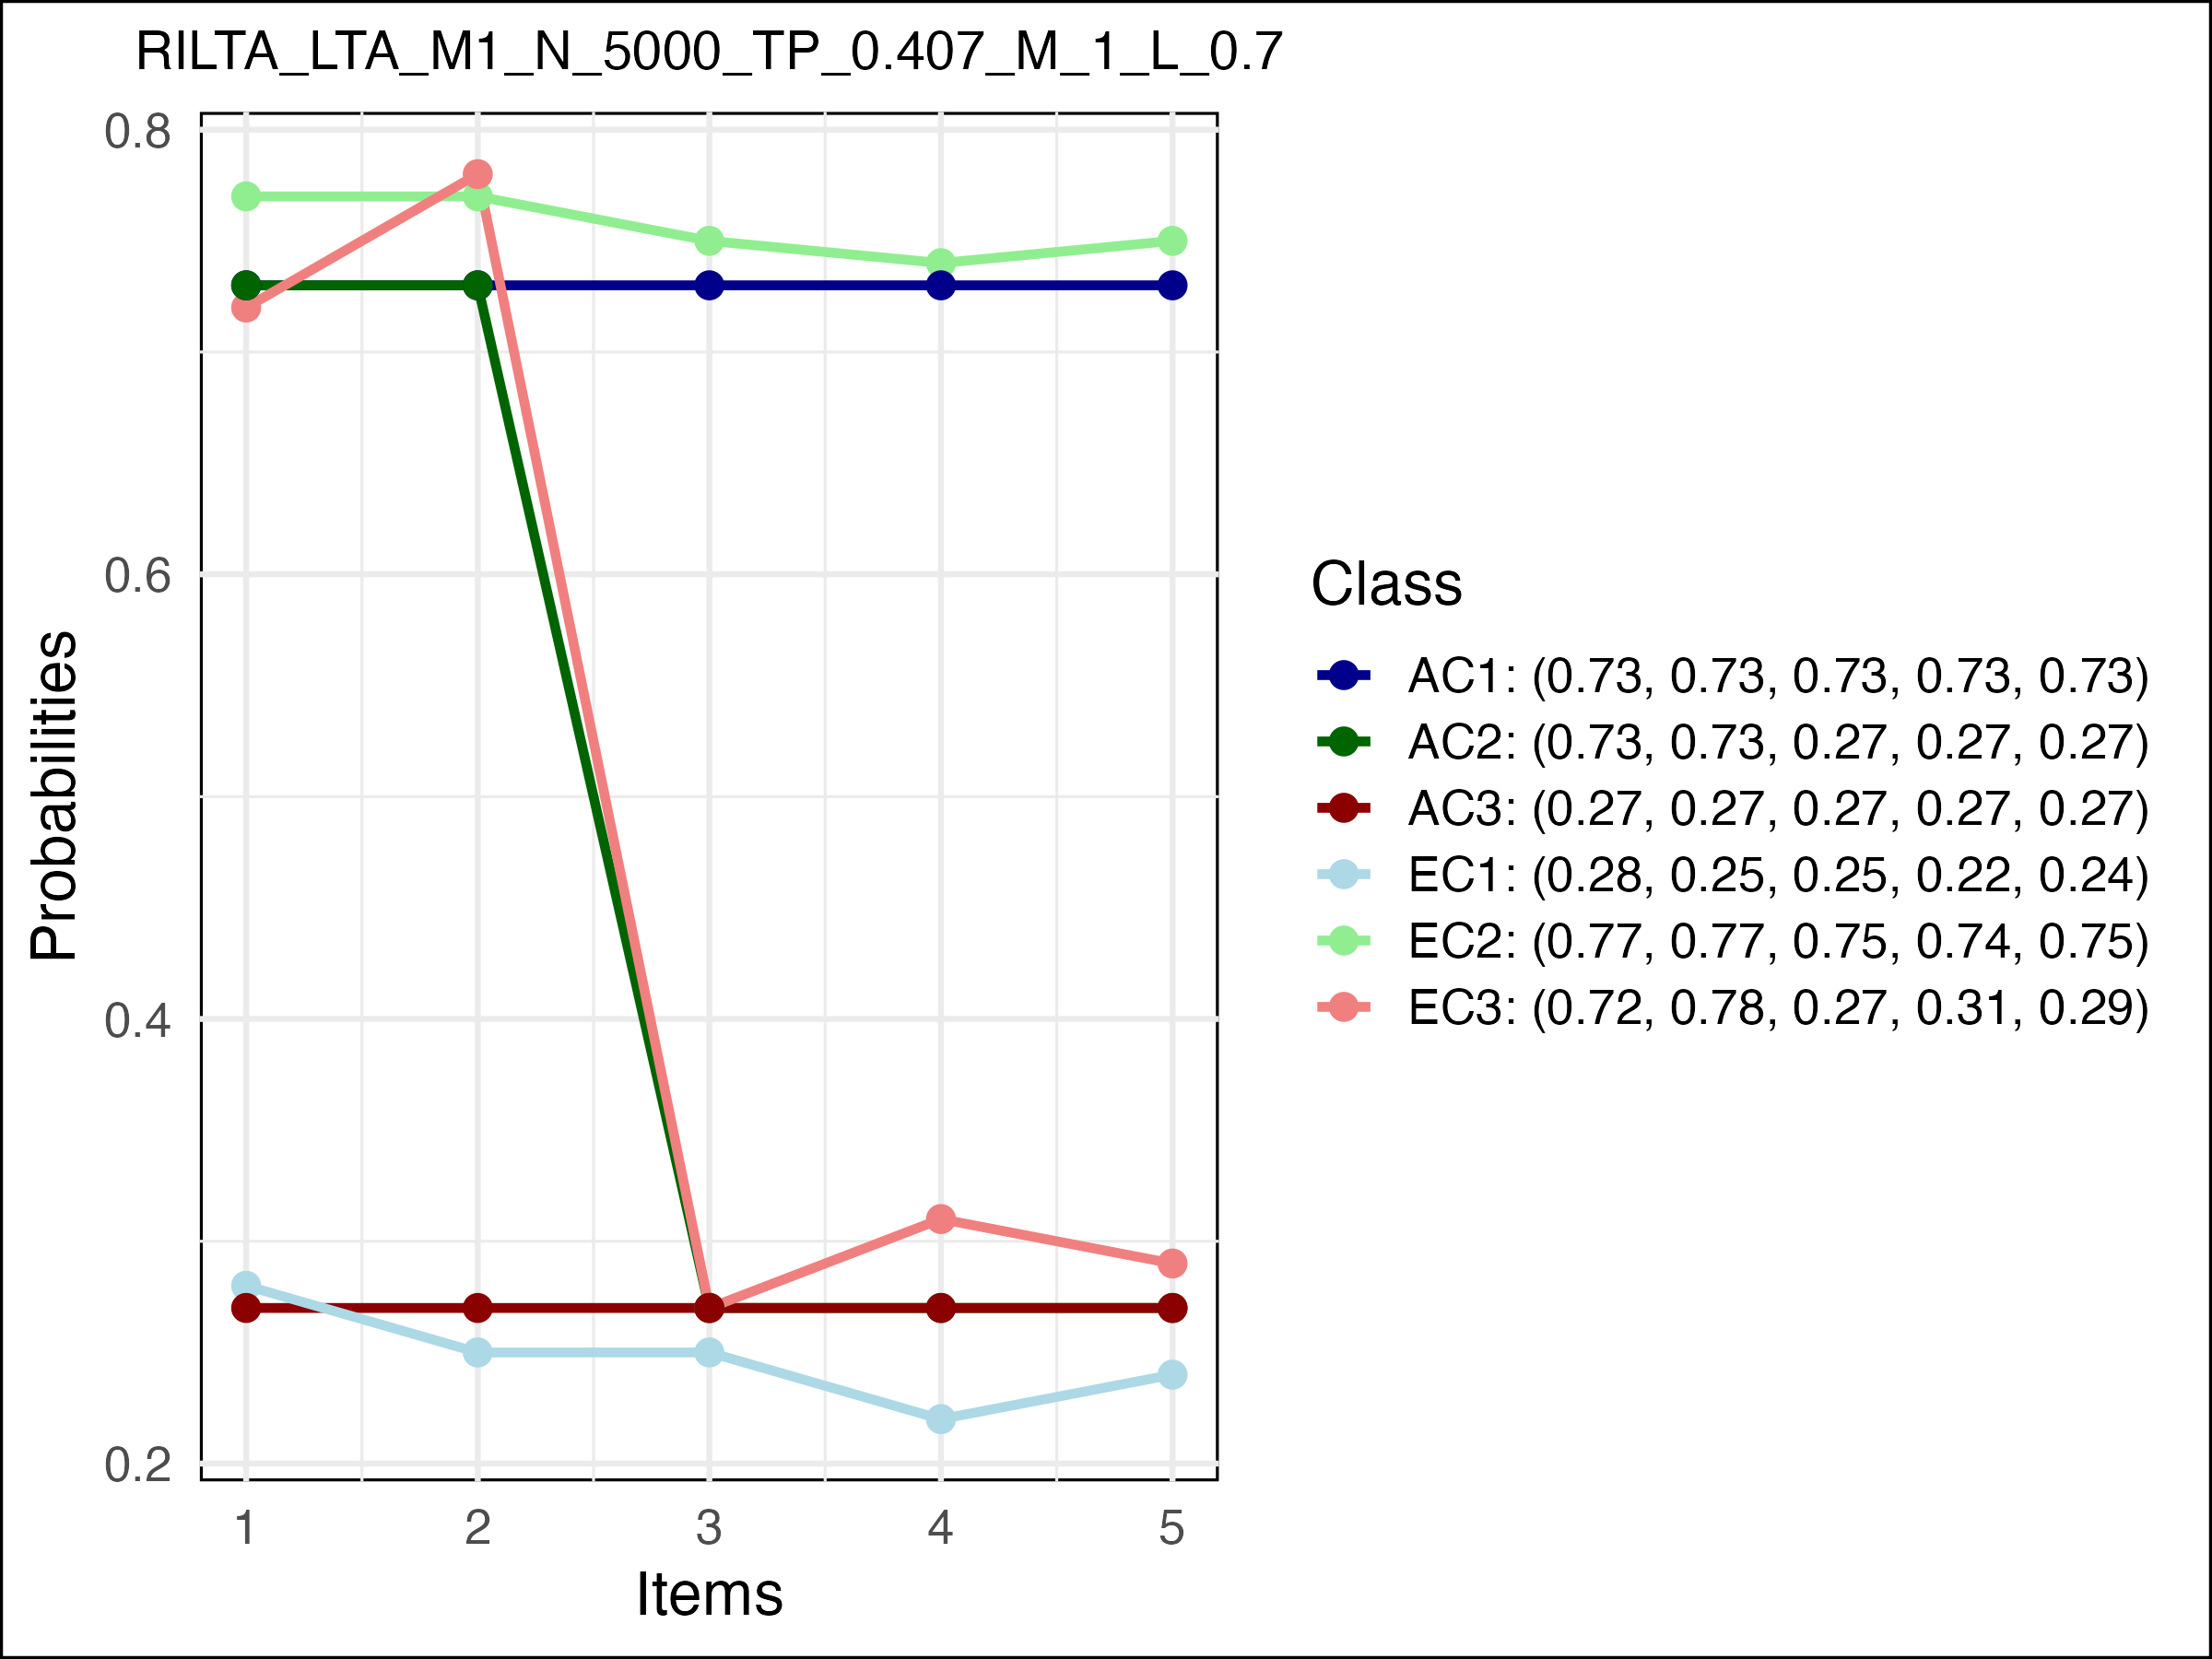 RILTA_LTA_M1_N_5000_TP_0.407_M_1_L_0.7
0.8
0.6
0.4
0.2
Probabilities
1 2 3 4 5
Items
Class
AC1: (0.73, 0.73, 0.73, 0.73, 0.73)
AC2: (0.73, 0.73, 0.27, 0.27, 0.27)
AC3: (0.27, 0.27, 0.27, 0.27, 0.27)
EC1: (0.28, 0.25, 0.25, 0.22, 0.24)
EC2: (0.77, 0.77, 0.75, 0.74, 0.75)
EC3: (0.72, 0.78, 0.27, 0.31, 0.29)